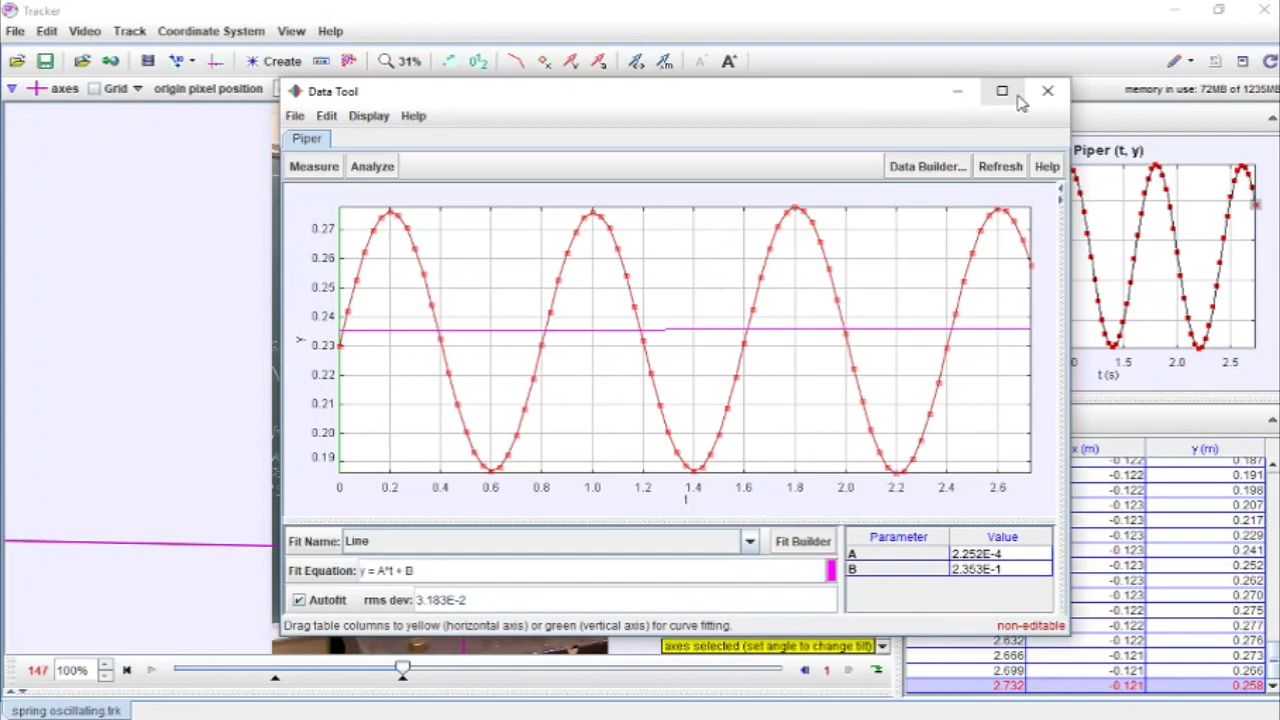 Tracker
File Edit Video Track Coordinate System View Help
Create 31%
axes Grid origin pixel position
memory in use: 72MB of 1235MB
Data Tool
File Edit Display Help
Piper
Measure Analyze Data Builder... Refresh Help
0.27
0.26
0.25
0.24
0.23
0.22
0.21
0.20
0.19
y
0 0.2 0.4 0.6 0.8 1.0 1.2 1.4 1.6 1.8 2.0 2.2 2.4 2.6
t
Fit Name: Line Fit Builder
Fit Equation: y = A*t + B
Autofit rms dev: 3.183E-2
Parameter Value
A 2.252E-4
B 2.353E-1
Drag table columns to yellow (horizontal axis) or green (vertical axis) for curve fitting.
non-editable
Piper (t, y)
0 1.5 2.0 2.5
t (s)
x (m) y (m)
-0.122 0.187
-0.122 0.191
-0.122 0.198
-0.123 0.207
-0.123 0.217
-0.123 0.229
-0.123 0.241
-0.123 0.252
-0.123 0.262
-0.123 0.270
-0.122 0.275
-0.122 0.277
2.632 -0.122 0.276
2.666 -0.121 0.273
2.699 -0.121 0.266
2.732 -0.121 0.258
axes selected (set angle to change tilt)
147 100% 1
spring oscillating.trk